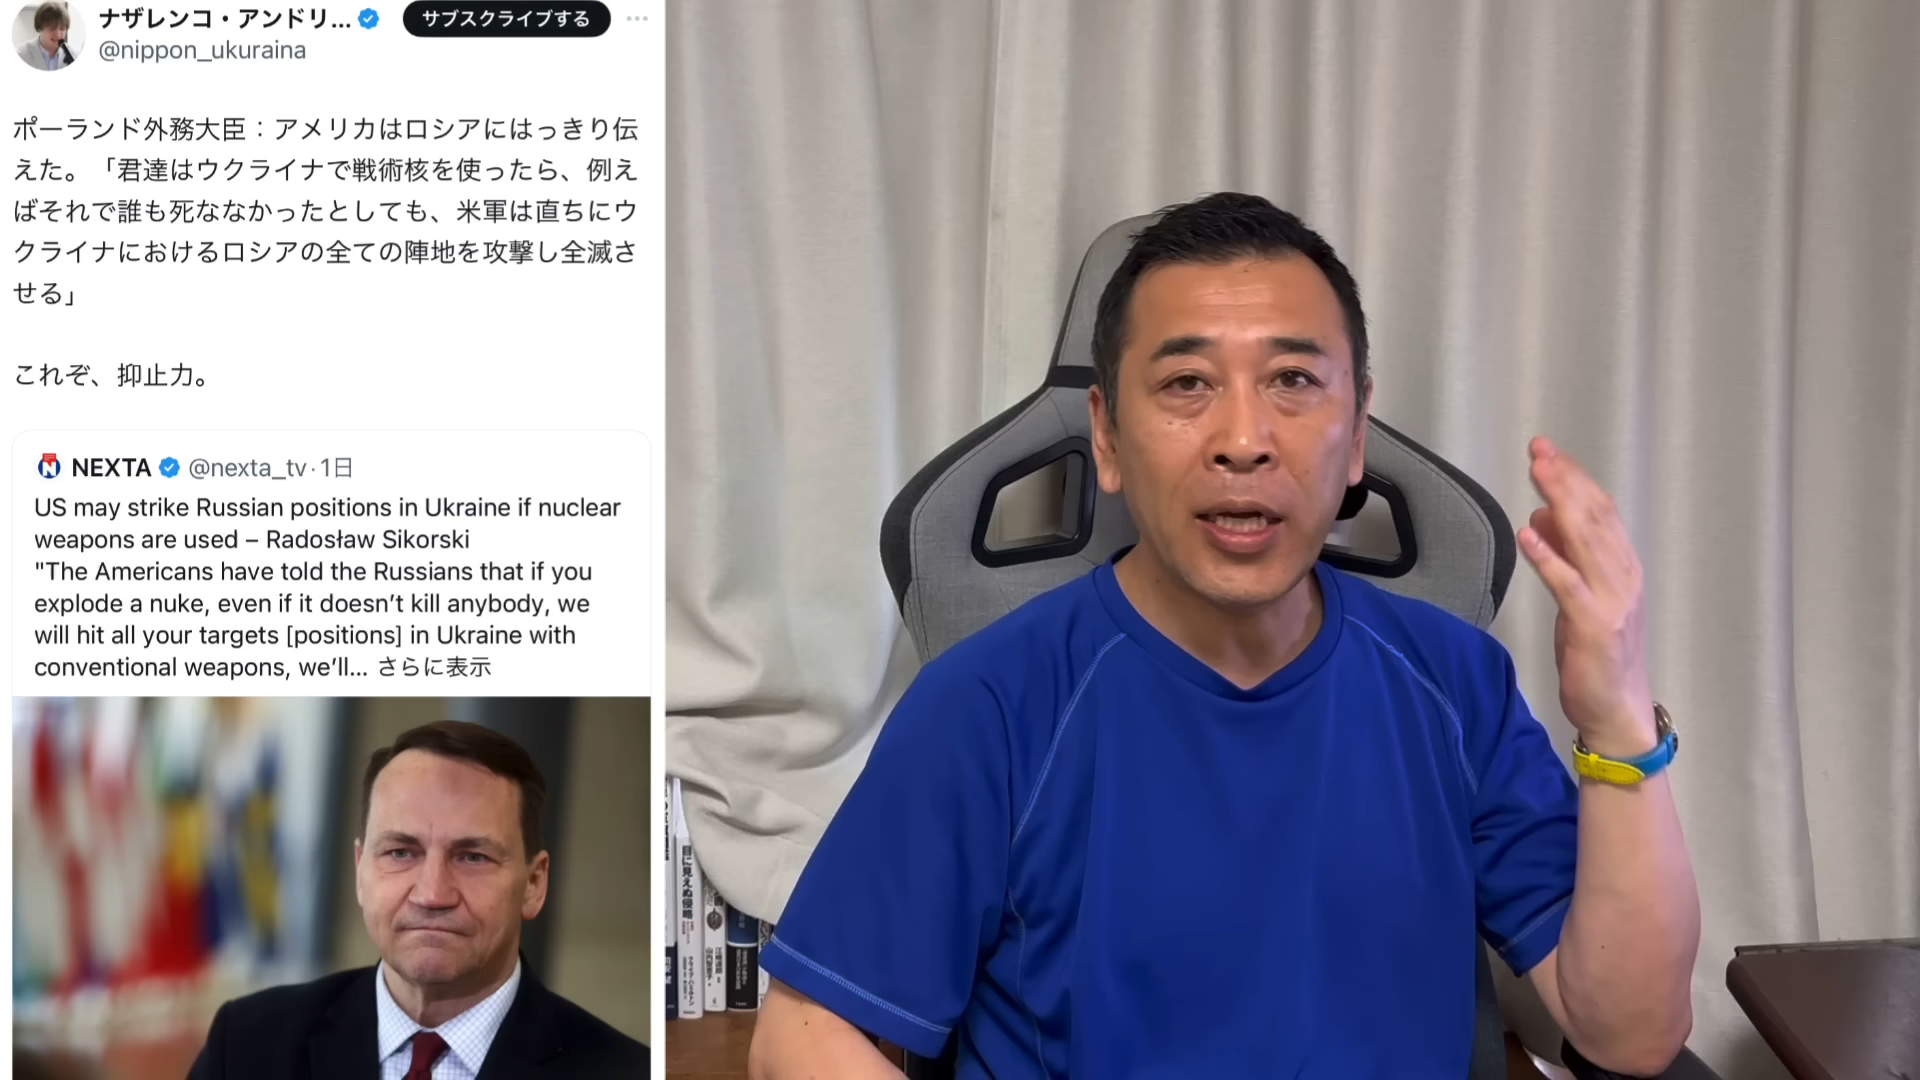 ナザレンコ・アンドリ...
サブスクライブする
@nippon_ukuraina
ポーランド外務大臣：アメリカはロシアにはっきり伝
えた。「君達はウクライナで戦術核を使ったら、例え
ばそれで誰も死ななかったとしても、米軍は直ちにウ
クライナにおけるロシアの全ての陣地を攻撃し全滅さ
せる」
これぞ、抑止力。
NEXTA @nexta_tv · 1日
US may strike Russian positions in Ukraine if nuclear
weapons are used – Radosław Sikorski
"The Americans have told the Russians that if you
explode a nuke, even if it doesn’t kill anybody, we
will hit all your targets [positions] in Ukraine with
conventional weapons, we’ll... さらに表示
目に見えぬ侵略